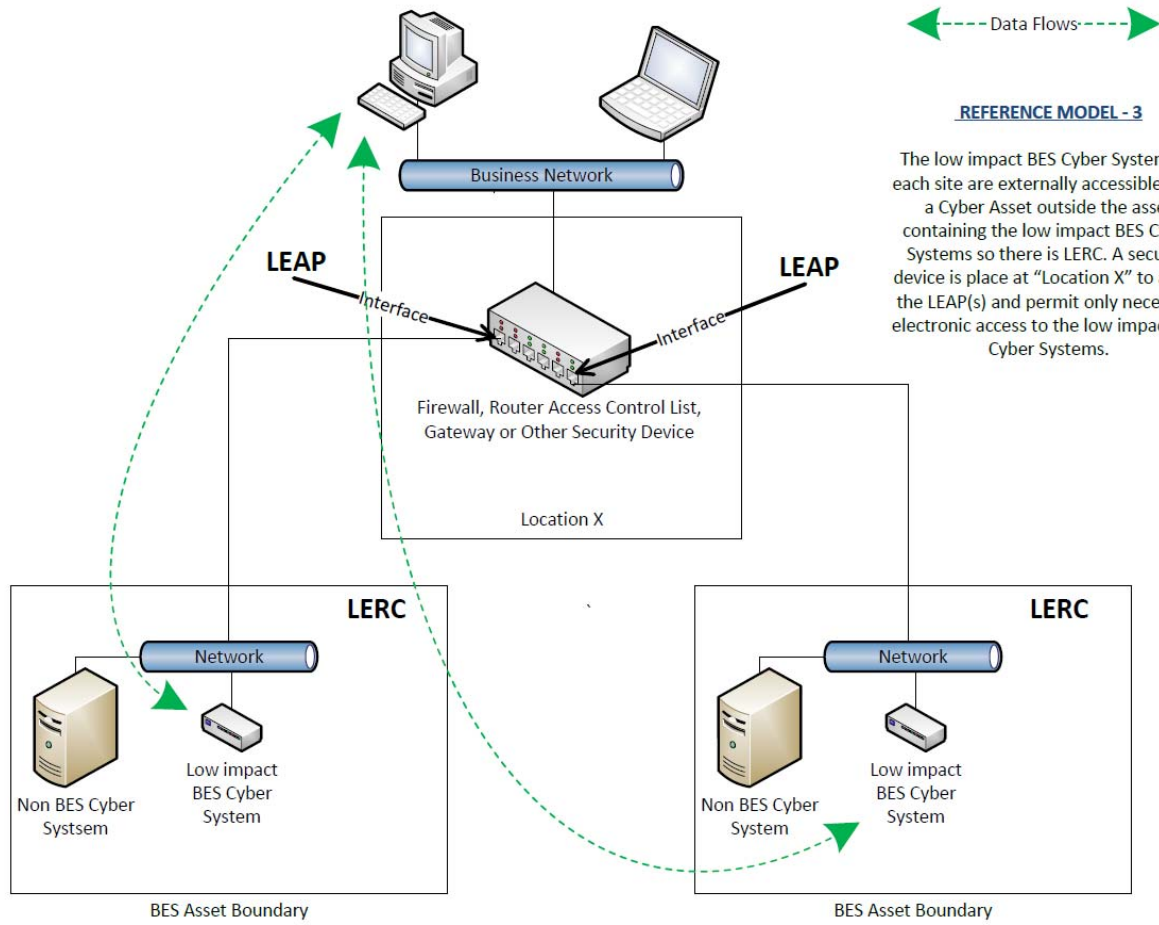 Data Flows
REFERENCE MODEL - 3
The low impact BES Cyber System
each site are externally accessible
a Cyber Asset outside the asse
containing the low impact BES C
Systems so there is LERC. A secu
device is place at “Location X” to
the LEAP(s) and permit only nece
electronic access to the low impac
Cyber Systems.
Business Network
LEAP
Interface
LEAP
Interface
Firewall, Router Access Control List,
Gateway or Other Security Device
Location X
LERC
Network
Non BES Cyber
Systsem
Low impact
BES Cyber
System
BES Asset Boundary
LERC
Network
Non BES Cyber
System
Low impact
BES Cyber
System
BES Asset Boundary